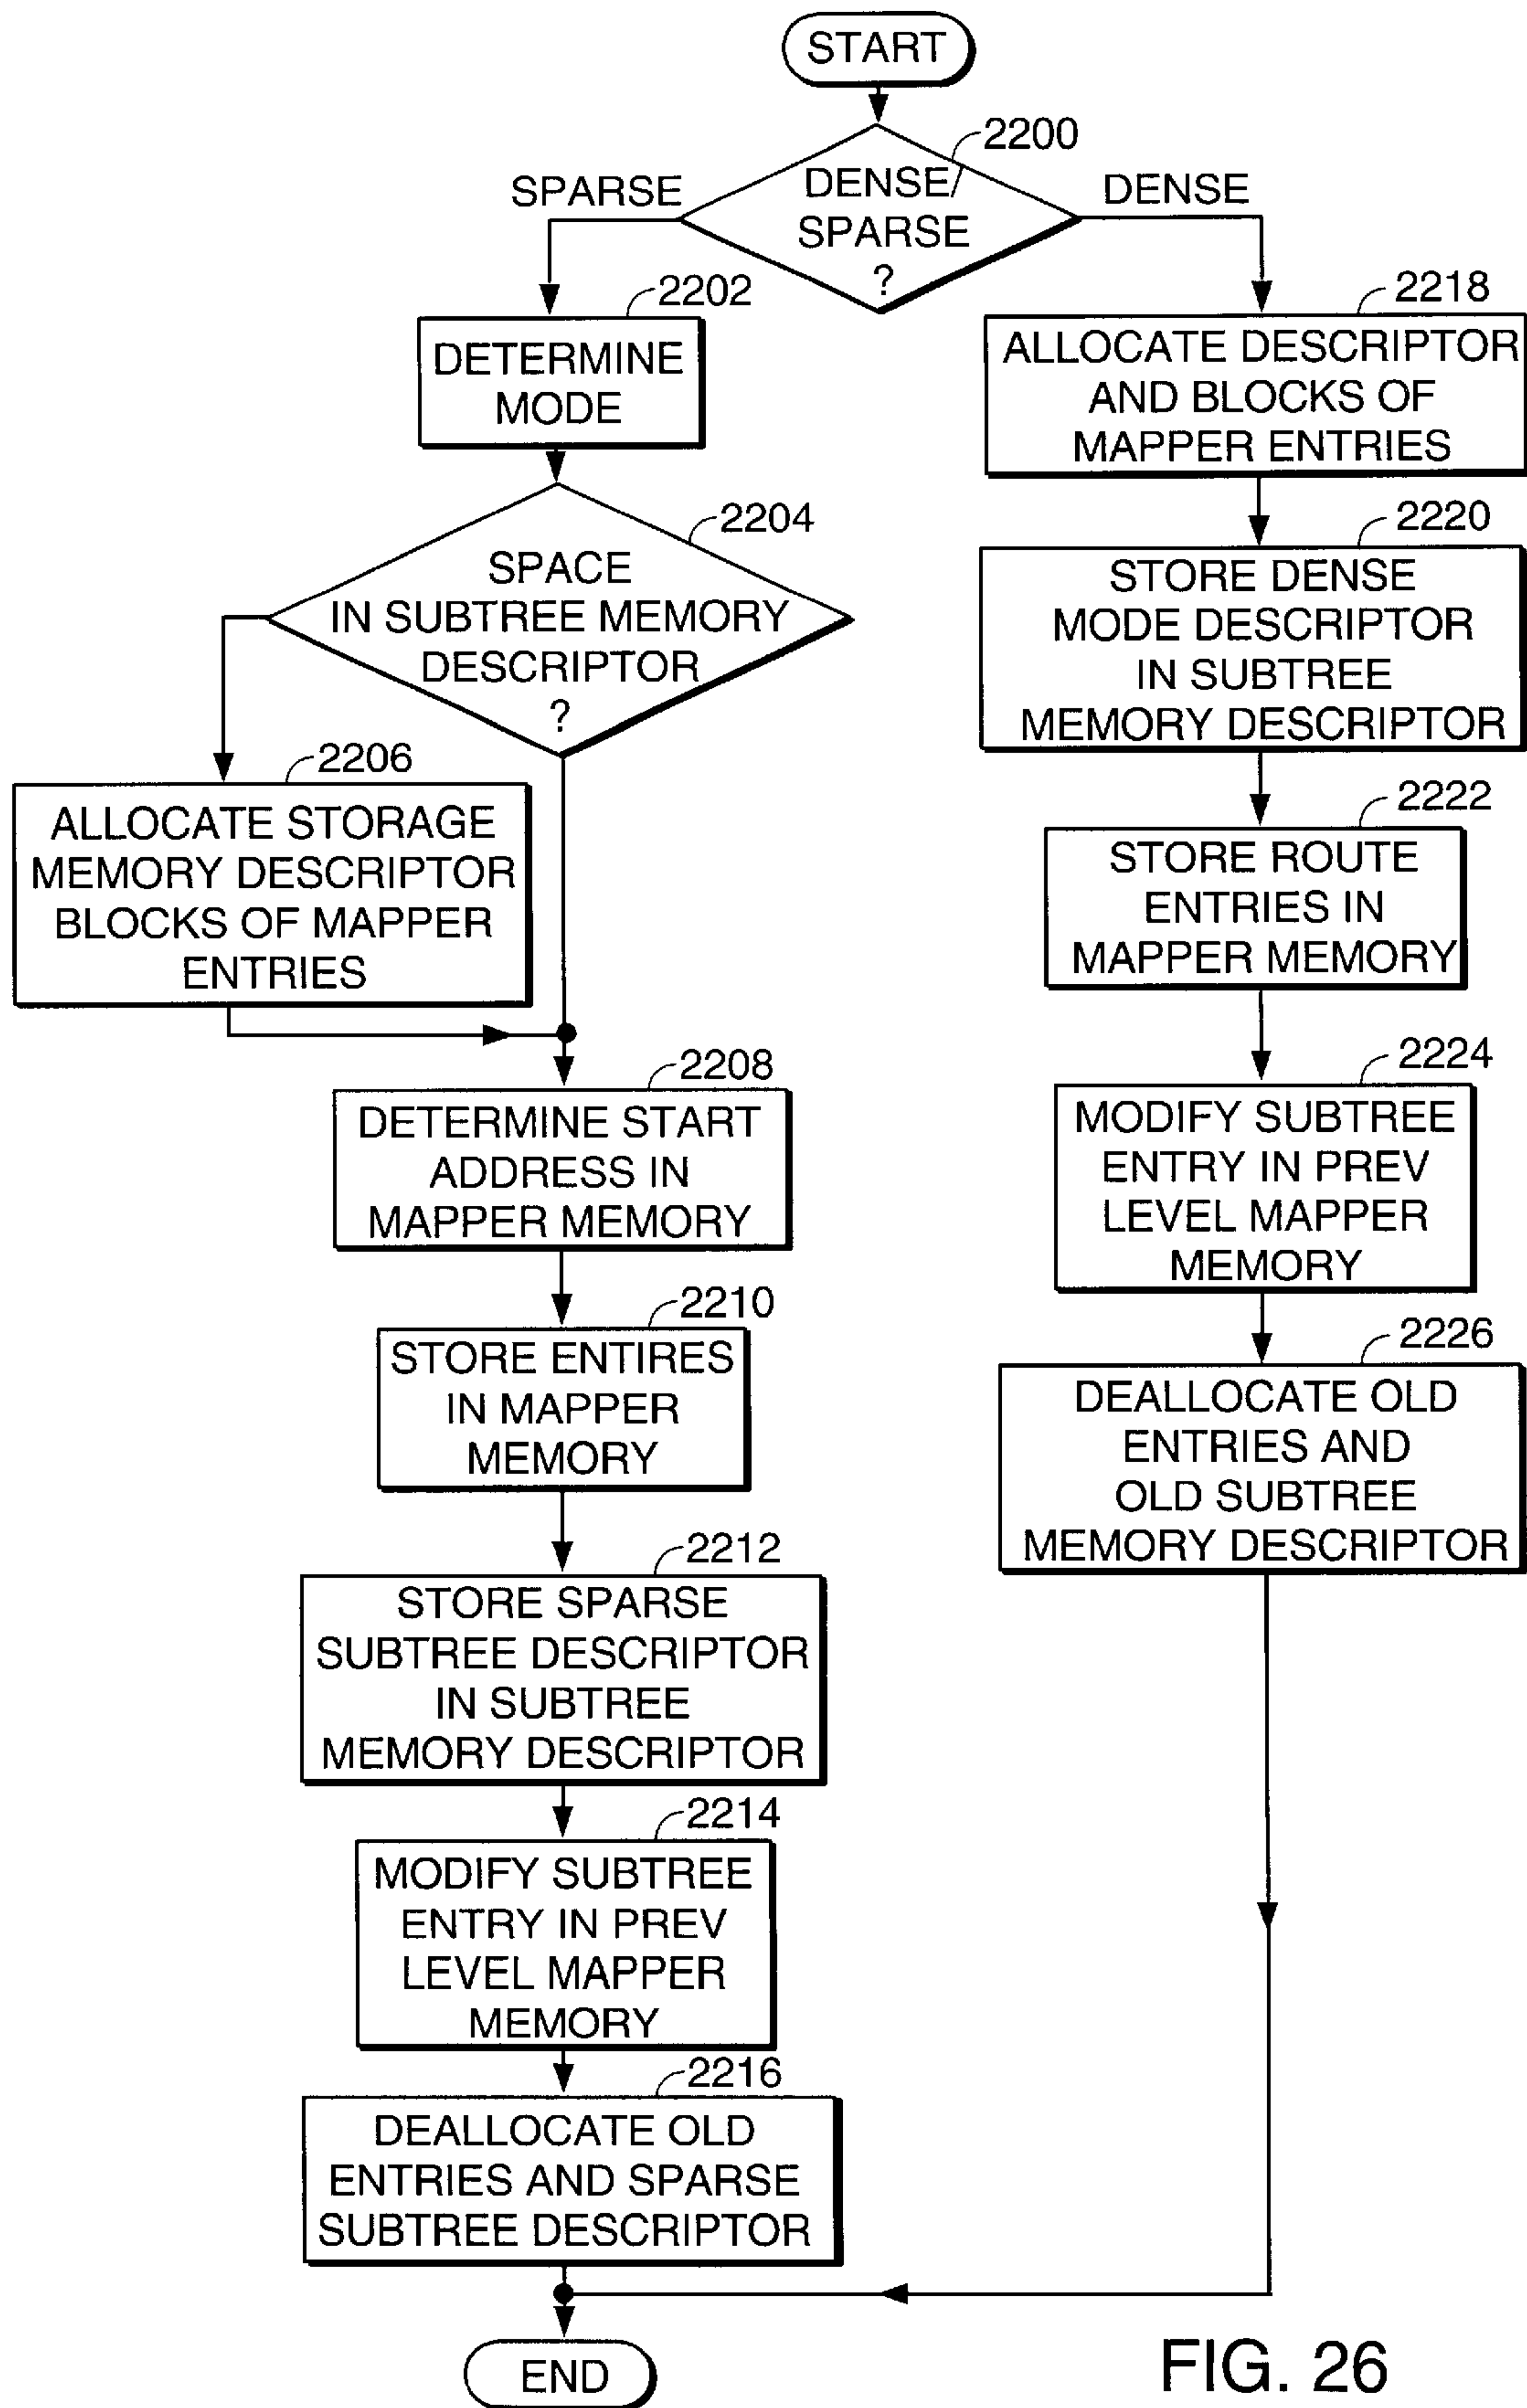 START
2200
DENSE/
SPARSE
?
SPARSE
DENSE
2202
DETERMINE
MODE
2204
SPACE
IN SUBTREE MEMORY
DESCRIPTOR
?
2206
ALLOCATE STORAGE
MEMORY DESCRIPTOR
BLOCKS OF MAPPER
ENTRIES
2208
DETERMINE START
ADDRESS IN
MAPPER MEMORY
2210
STORE ENTIRES
IN MAPPER
MEMORY
2212
STORE SPARSE
SUBTREE DESCRIPTOR
IN SUBTREE
MEMORY DESCRIPTOR
2214
MODIFY SUBTREE
ENTRY IN PREV
LEVEL MAPPER
MEMORY
2216
DEALLOCATE OLD
ENTRIES AND SPARSE
SUBTREE DESCRIPTOR
2218
ALLOCATE DESCRIPTOR
AND BLOCKS OF
MAPPER ENTRIES
2220
STORE DENSE
MODE DESCRIPTOR
IN SUBTREE
MEMORY DESCRIPTOR
2222
STORE ROUTE
ENTRIES IN
MAPPER MEMORY
2224
MODIFY SUBTREE
ENTRY IN PREV
LEVEL MAPPER
MEMORY
2226
DEALLOCATE OLD
ENTRIES AND
OLD SUBTREE
MEMORY DESCRIPTOR
END
FIG. 26